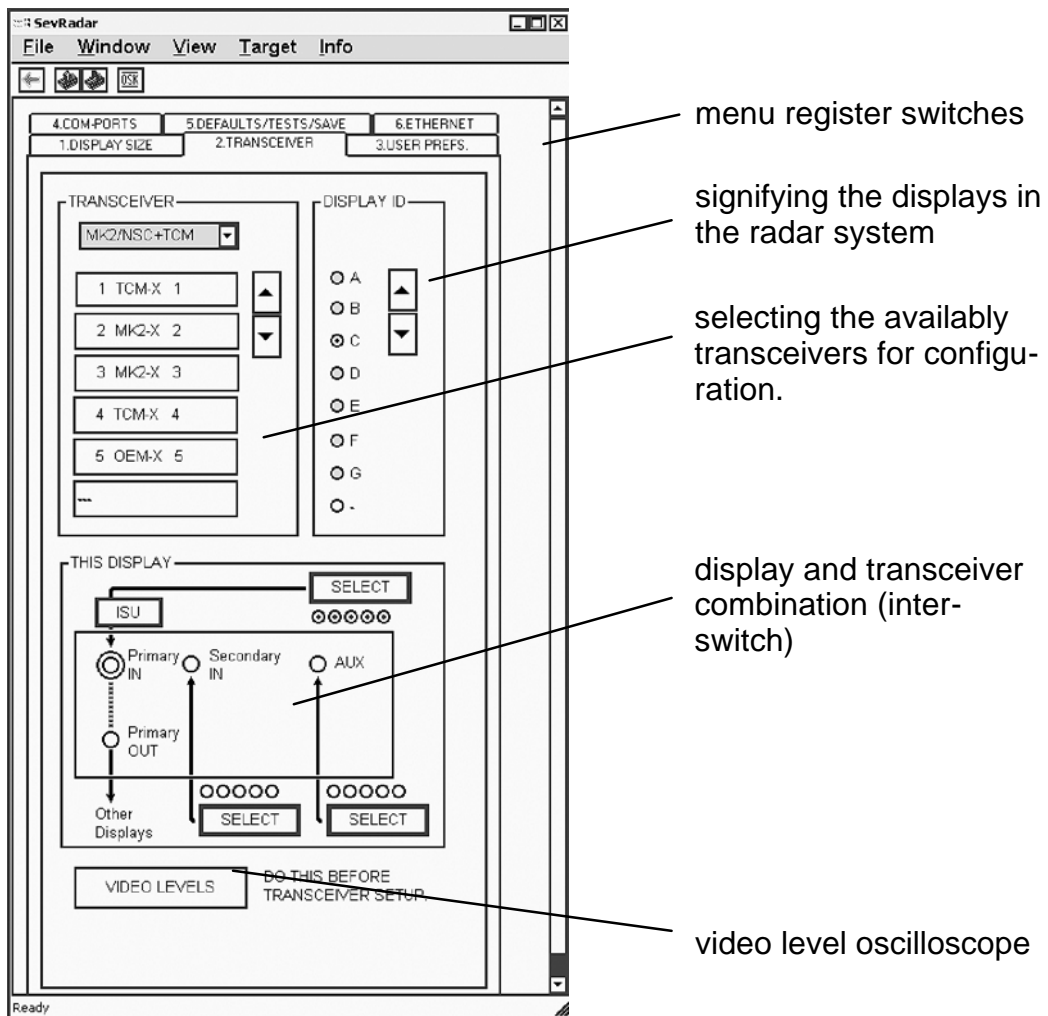 SevRadar
File Window View Target Info
OSK
4.COM-PORTS 5.DEFAULTS/TESTS/SAVE 6.ETHERNET
1.DISPLAY SIZE 2.TRANSCEIVER 3.USER PREFS.
TRANSCEIVER
MK2/NSC+TCM
1 TCM-X 1
2 MK2-X 2
3 MK2-X 3
4 TCM-X 4
5 OEM-X 5
---
DISPLAY ID
A
B
C
D
E
F
G
-
THIS DISPLAY
SELECT
ISU
Primary
IN
Secondary
IN
AUX
Primary
OUT
Other
Displays
SELECT
SELECT
VIDEO LEVELS
DO THIS BEFORE
TRANSCEIVER SETUP.
Ready
menu register switches
signifying the displays in
the radar system
selecting the availably
transceivers for configu-
ration.
display and transceiver
combination (inter-
switch)
video level oscilloscope